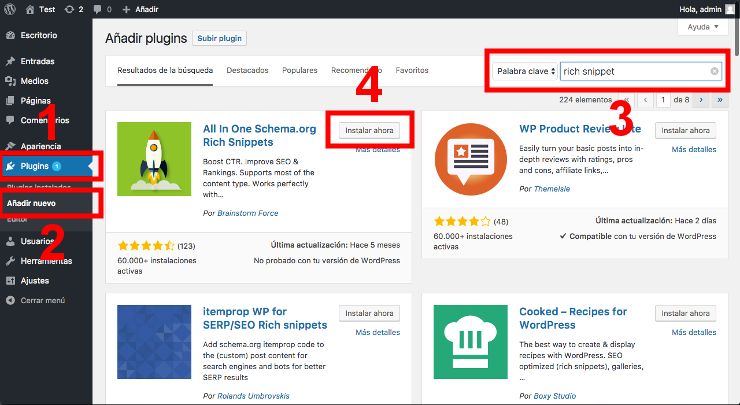 Test 2 0 Añadir Hola, admin
Escritorio
Entradas
Medios
Páginas
Comentarios
Apariencia
Plugins 1
Plugins instalados
Añadir nuevo
Editor
Usuarios
Herramientas
Ajustes
Cerrar menú
1
2
Ayuda
Añadir plugins Subir plugin
Resultados de la búsqueda Destacados Populares Recomendado Favoritos
Palabra clave rich snippet
3
4
224 elementos « ‹ 1 de 8 › »
All In One Schema.org
Rich Snippets
Instalar ahora
Más detalles
Boost CTR. Improve SEO &
Rankings. Supports most of the
content type. Works perfectly
with...
Por Brainstorm Force
(123)
60.000+ instalaciones
activas
Última actualización: Hace 5 meses
No probado con tu versión de WordPress
WP Product Review Lite
Instalar ahora
Más detalles
Easily turn your basic posts into in-
depth reviews with ratings, pros
and cons, affiliate links,...
Por Themeisle
(48)
60.000+ instalaciones
activas
Última actualización: Hace 2 días
Compatible con tu versión de WordPress
itemprop WP for
SERP/SEO Rich snippets
Instalar ahora
Más detalles
Add schema.org itemprop code to
the (custom) post content for
search engines and bots for better
SERP results
Por Rolands Umbrovskis
Cooked – Recipes for
WordPress
Instalar ahora
Más detalles
The best way to create & display
recipes with WordPress. SEO
optimized (rich snippets), galleries,
...
Por Boxy Studio